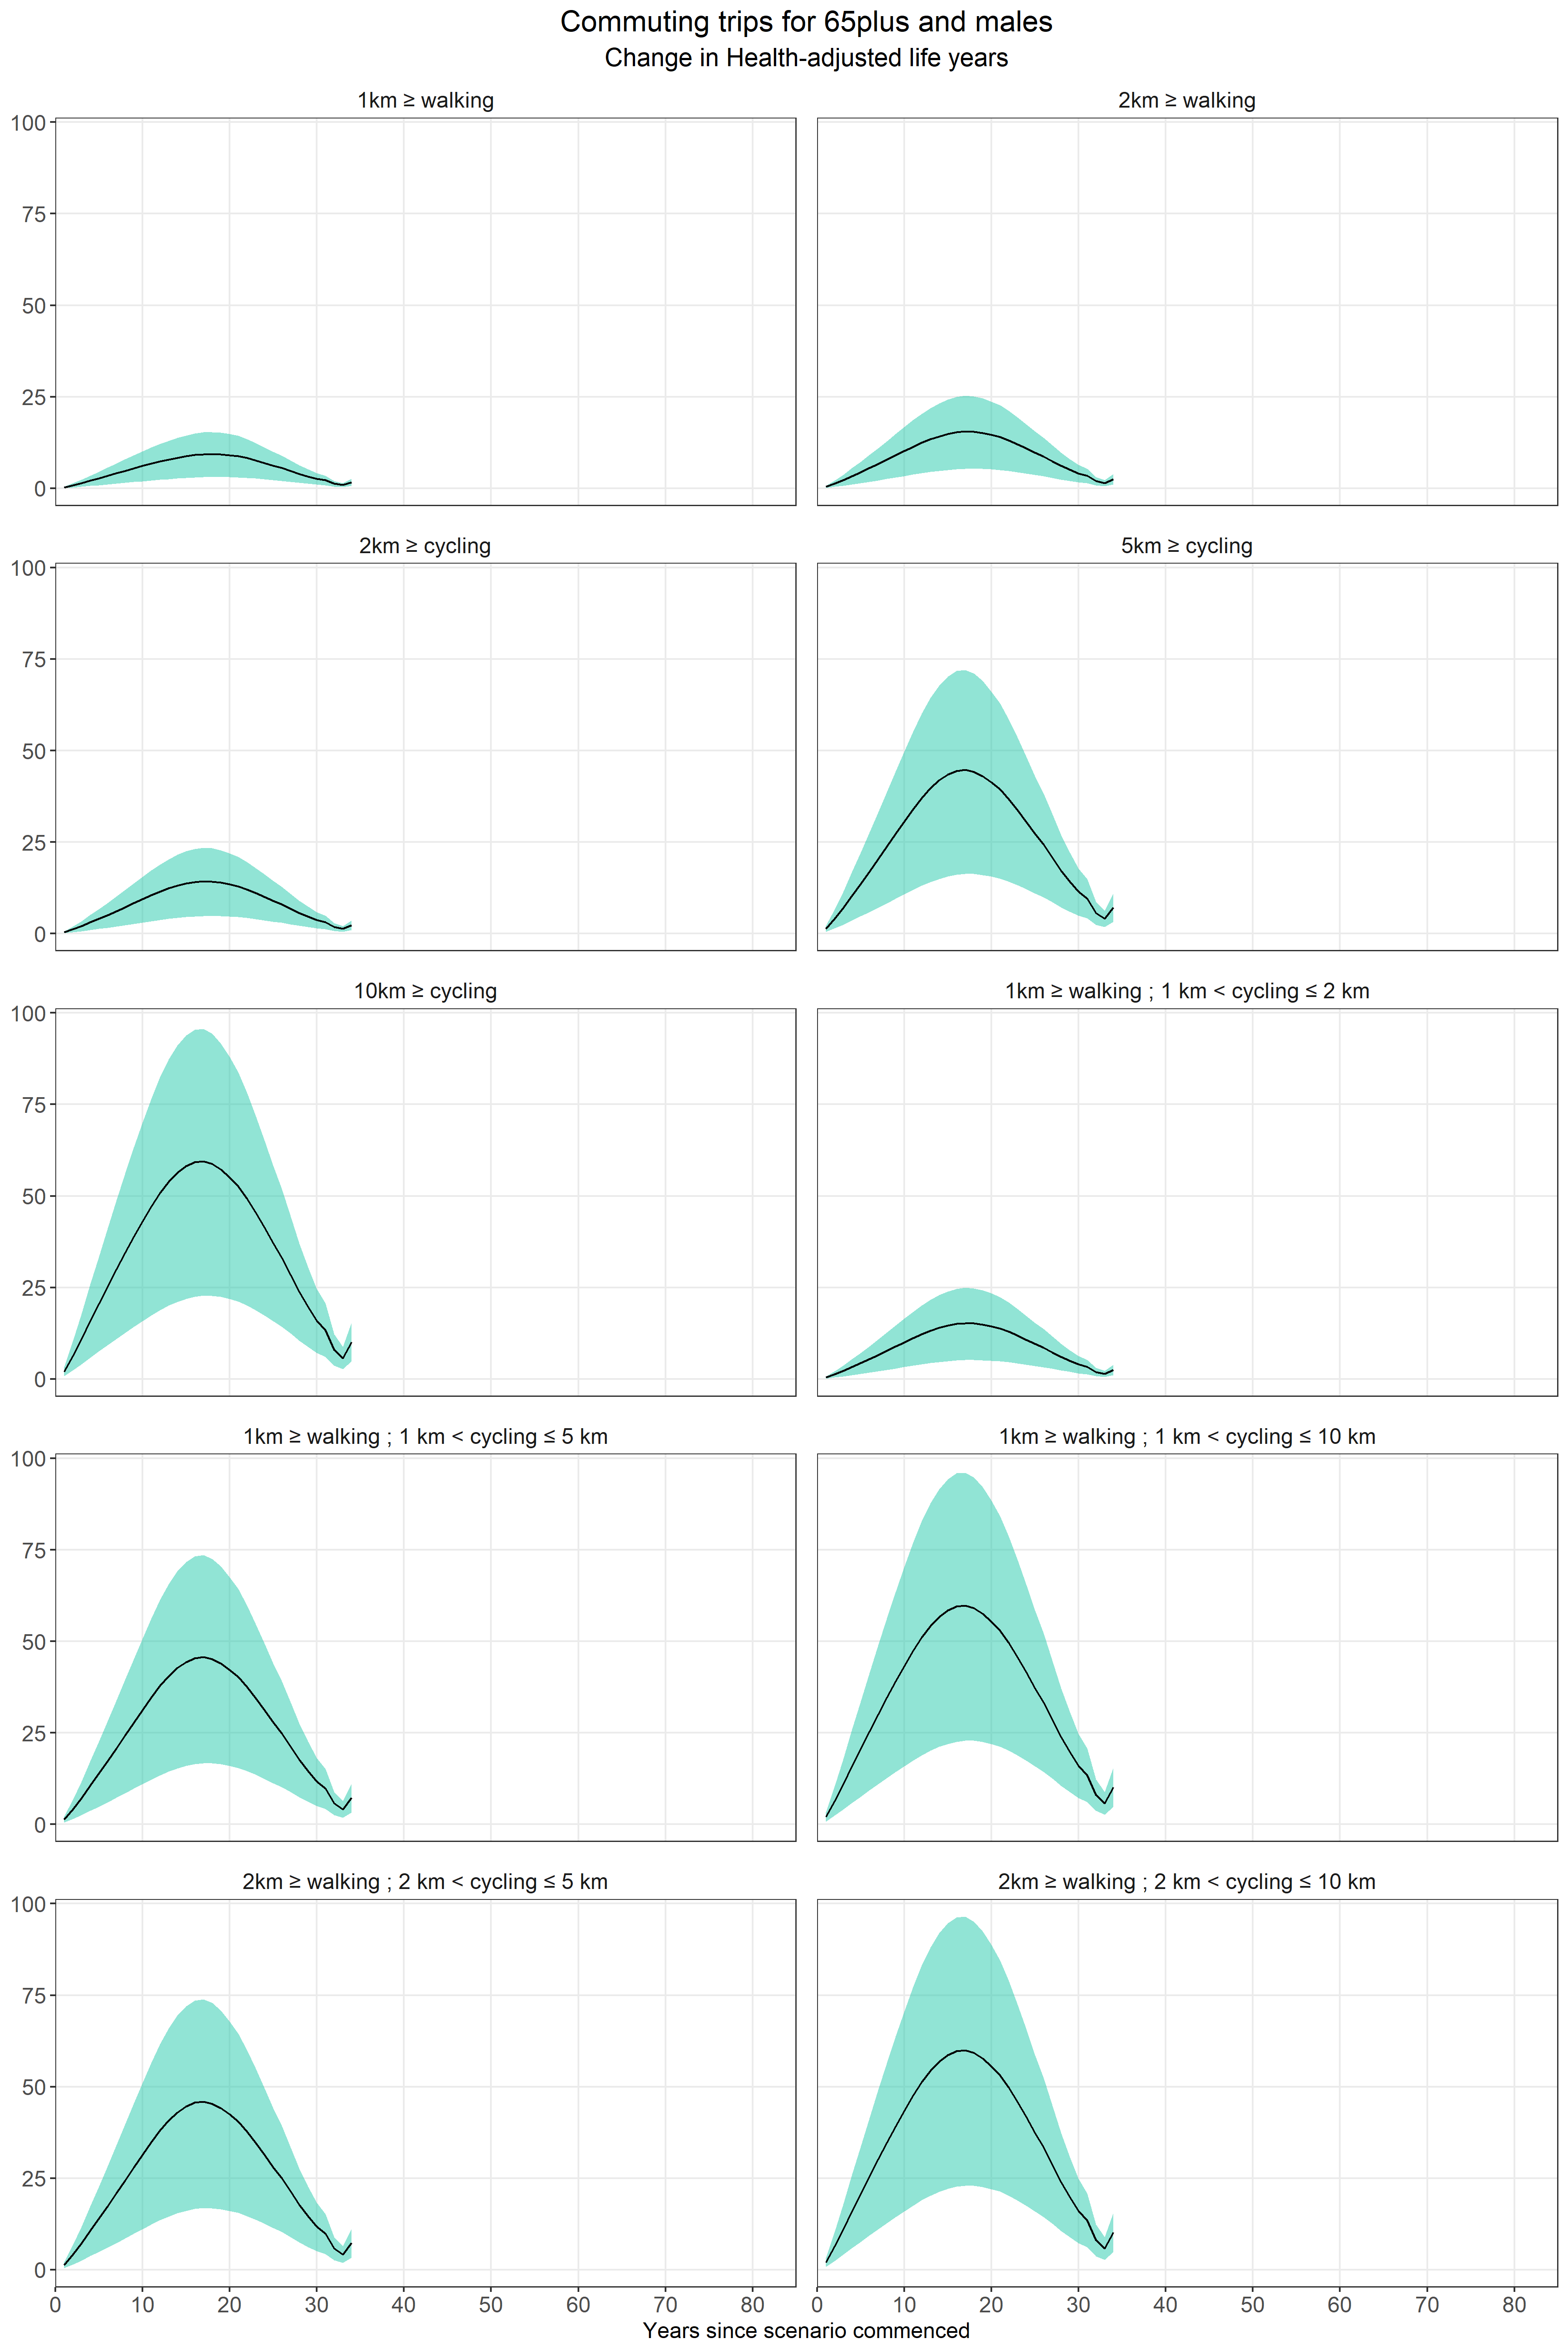 Commuting trips for 65plus and males
Change in Health-adjusted life years
1km ≥ walking
2km ≥ walking
100
75
50
25
0
2km ≥ cycling
5km ≥ cycling
100
75
50
25
0
10km ≥ cycling
1km ≥ walking ; 1 km < cycling ≤ 2 km
100
75
50
25
0
1km ≥ walking ; 1 km < cycling ≤ 5 km
1km ≥ walking ; 1 km < cycling ≤ 10 km
100
75
50
25
0
2km ≥ walking ; 2 km < cycling ≤ 5 km
2km ≥ walking ; 2 km < cycling ≤ 10 km
100
75
50
25
0
0 10 20 30 40 50 60 70 80
0 10 20 30 40 50 60 70 80
Years since scenario commenced